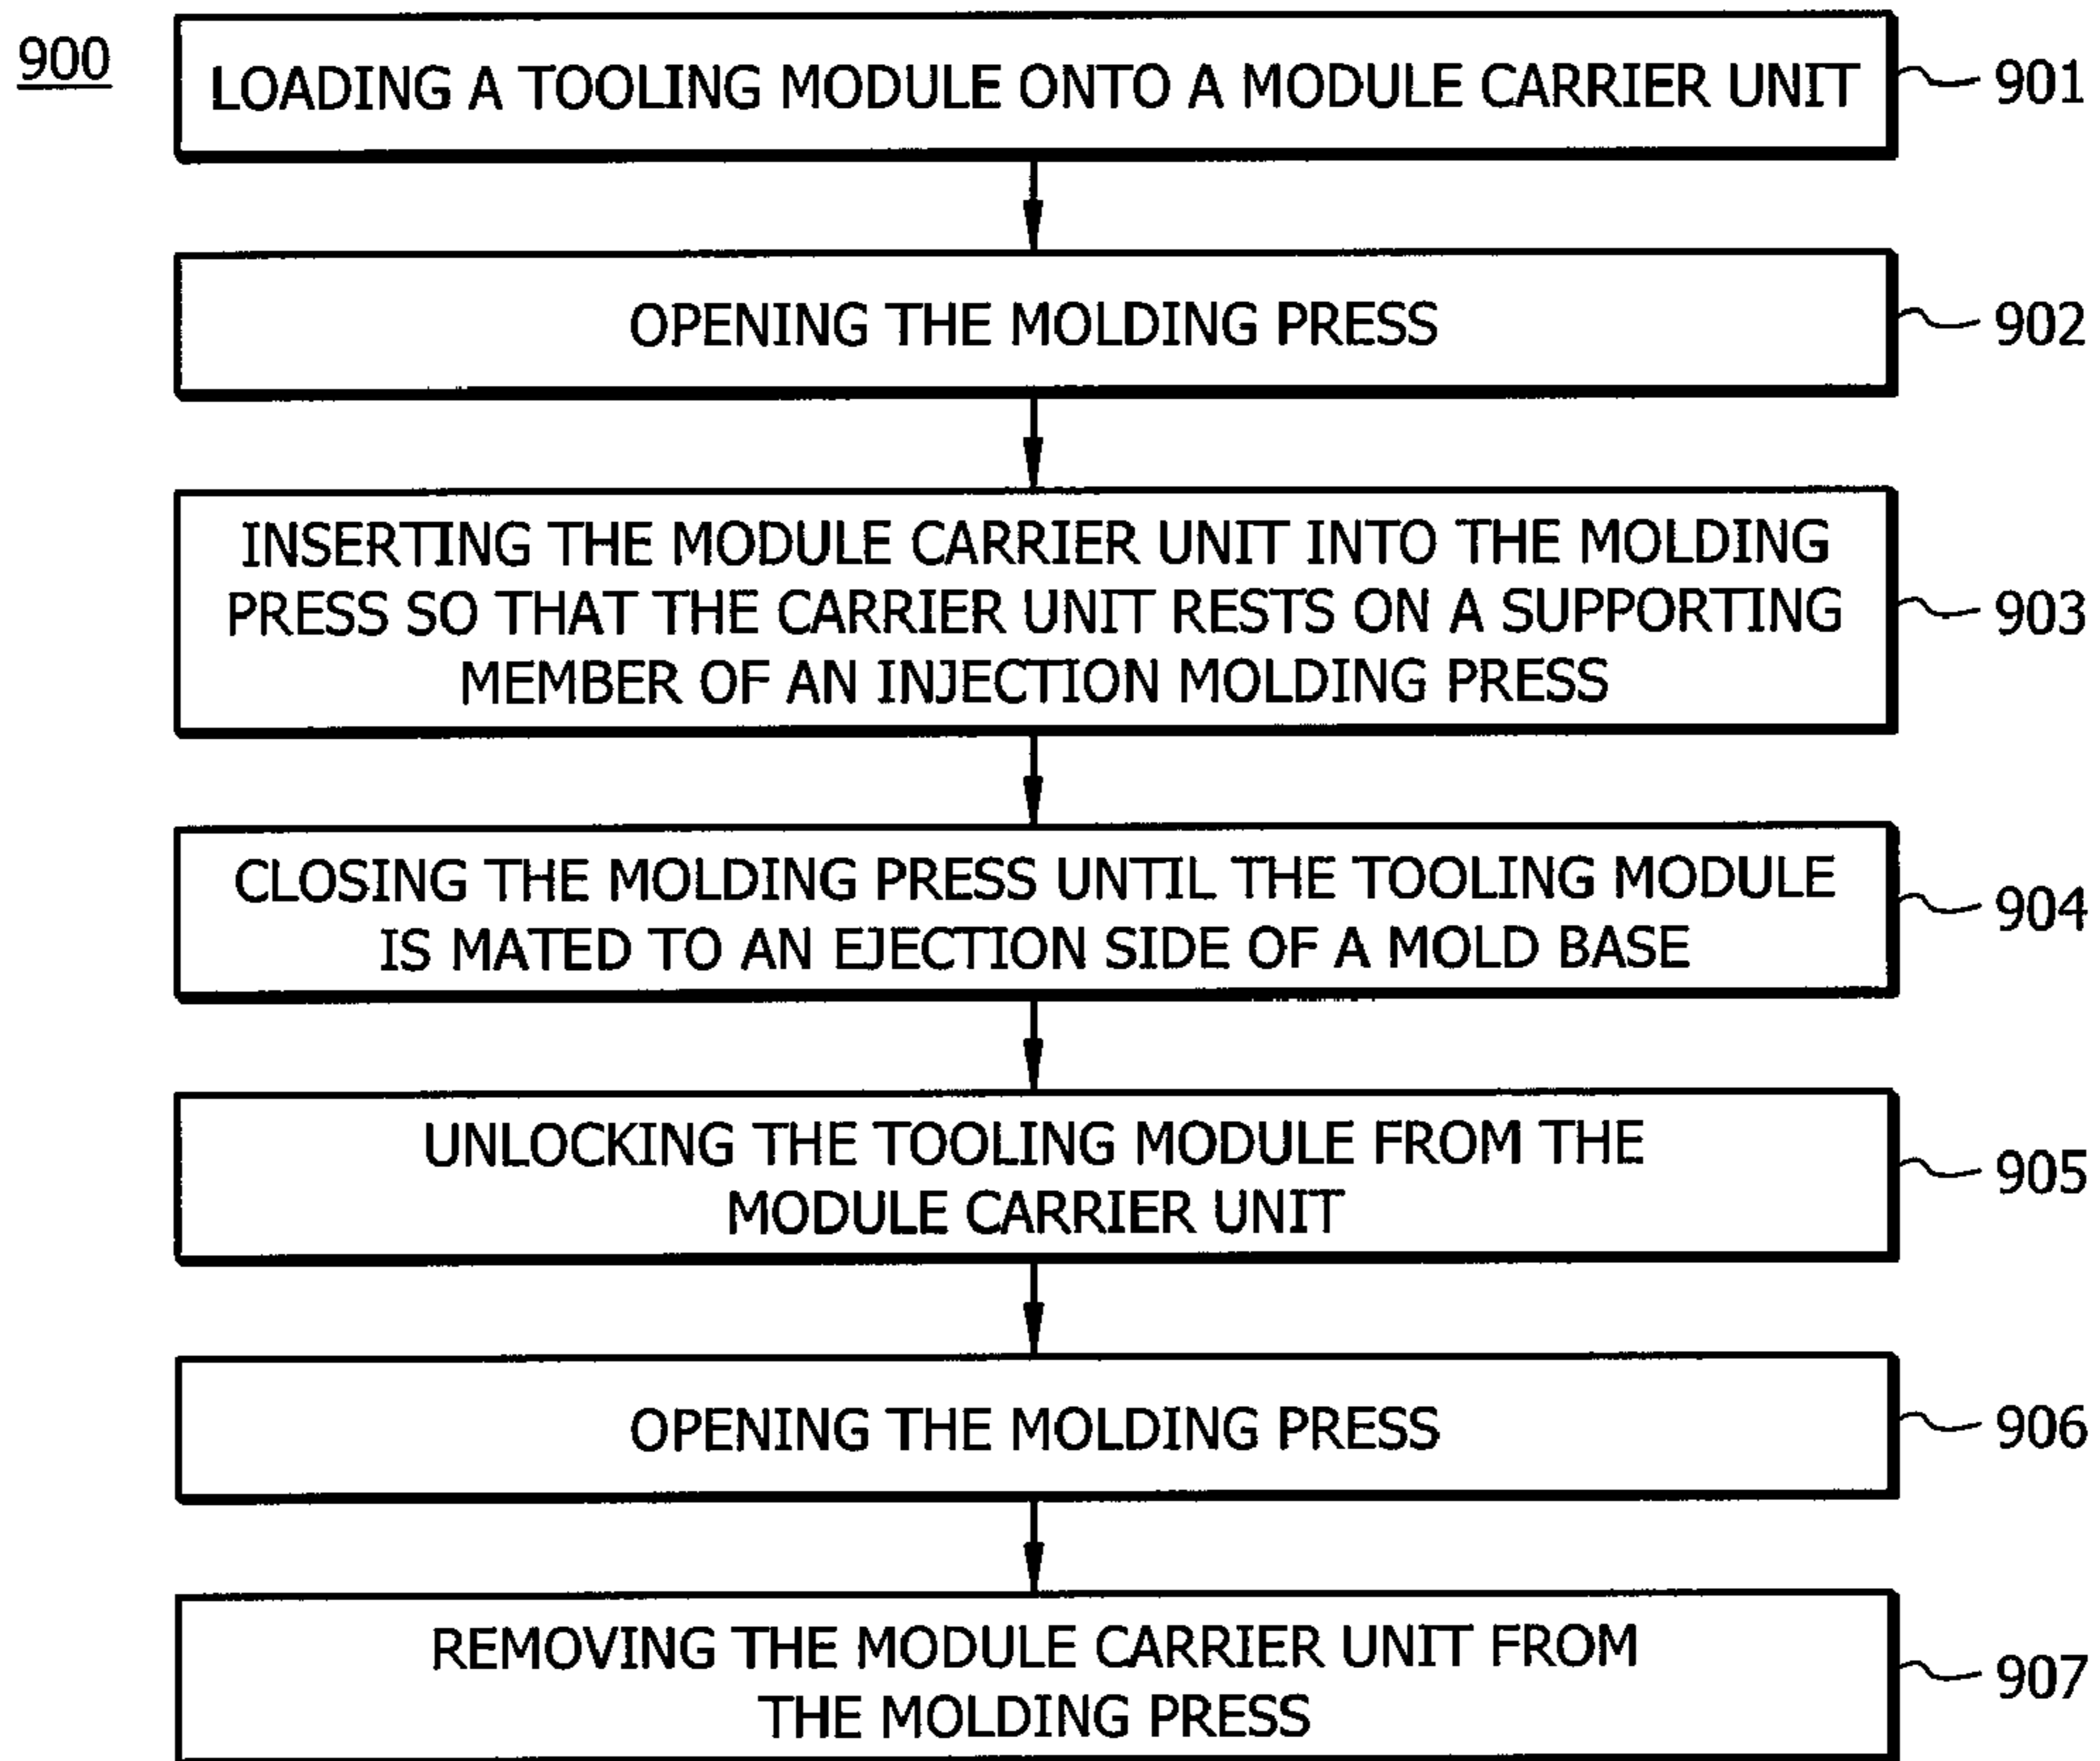 900
LOADING A TOOLING MODULE ONTO A MODULE CARRIER UNIT
901
OPENING THE MOLDING PRESS
902
INSERTING THE MODULE CARRIER UNIT INTO THE MOLDING
PRESS SO THAT THE CARRIER UNIT RESTS ON A SUPPORTING
MEMBER OF AN INJECTION MOLDING PRESS
903
CLOSING THE MOLDING PRESS UNTIL THE TOOLING MODULE
IS MATED TO AN EJECTION SIDE OF A MOLD BASE
904
UNLOCKING THE TOOLING MODULE FROM THE
MODULE CARRIER UNIT
905
OPENING THE MOLDING PRESS
906
REMOVING THE MODULE CARRIER UNIT FROM
THE MOLDING PRESS
907